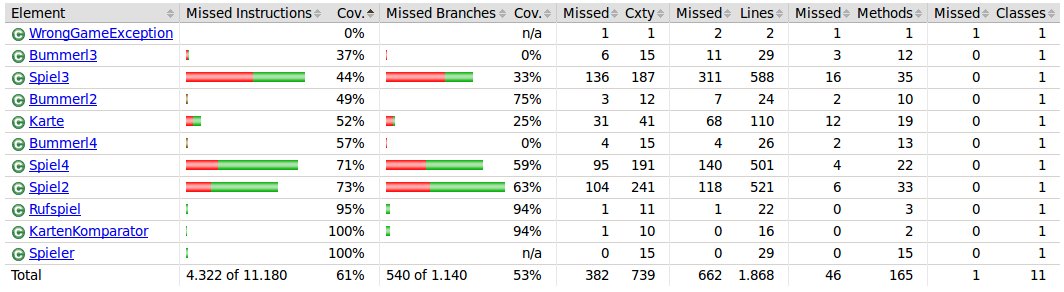 Element Missed Instructions Cov. Missed Branches Cov. Missed Cxty Missed Lines Missed Methods Missed Classes
WrongGameException 0% n/a 1 1 2 2 1 1 1 1
Bummerl3 37% 0% 6 15 11 29 3 12 0 1
Spiel3 44% 33% 136 187 311 588 16 35 0 1
Bummerl2 49% 75% 3 12 7 24 2 10 0 1
Karte 52% 25% 31 41 68 110 12 19 0 1
Bummerl4 57% 0% 4 15 4 26 2 13 0 1
Spiel4 71% 59% 95 191 140 501 4 22 0 1
Spiel2 73% 63% 104 241 118 521 6 33 0 1
Rufspiel 95% 94% 1 11 1 22 0 3 0 1
KartenKomparator 100% 94% 1 10 0 16 0 2 0 1
Spieler 100% n/a 0 15 0 29 0 15 0 1
Total 4.322 of 11.180 61% 540 of 1.140 53% 382 739 662 1.868 46 165 1 11